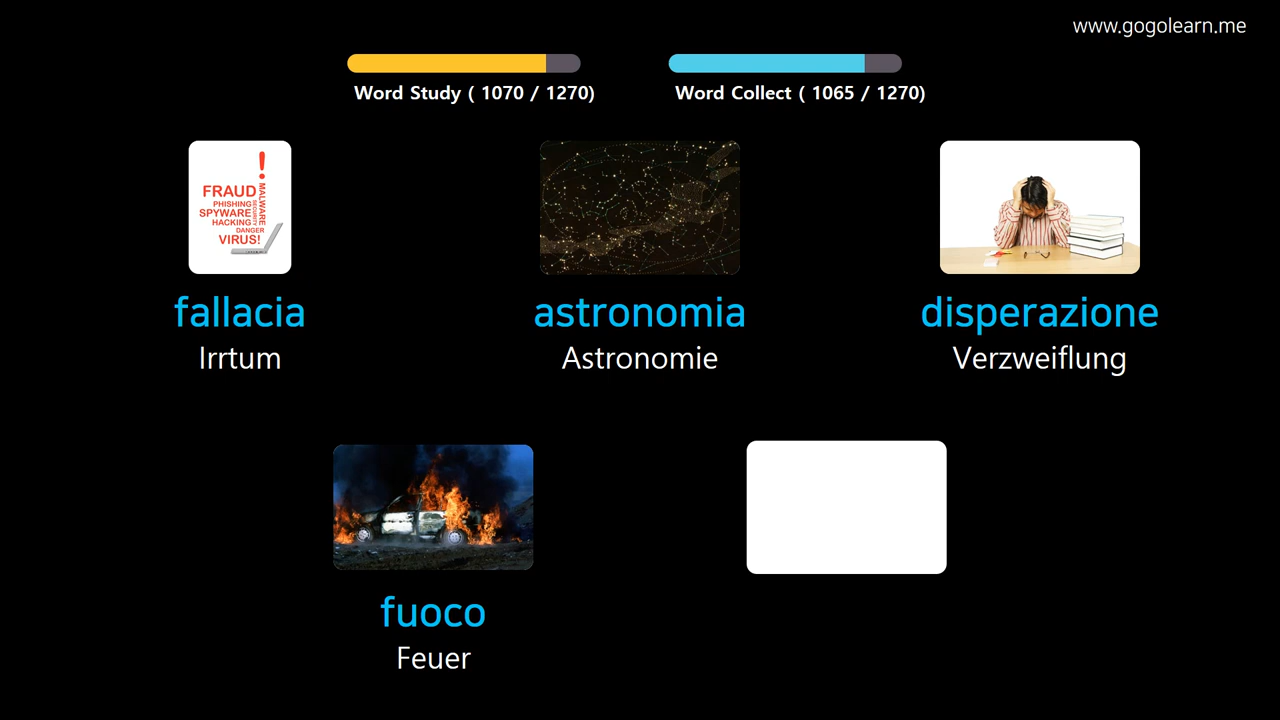 www.gogolearn.me
Word Study ( 1070 / 1270)
Word Collect ( 1065 / 1270)
!
FRAUD
PHISHING
SPYWARE
HACKING
DANGER
VIRUS!
MALWARE
SECURITY
fallacia
Irrtum
astronomia
Astronomie
disperazione
Verzweiflung
fuoco
Feuer